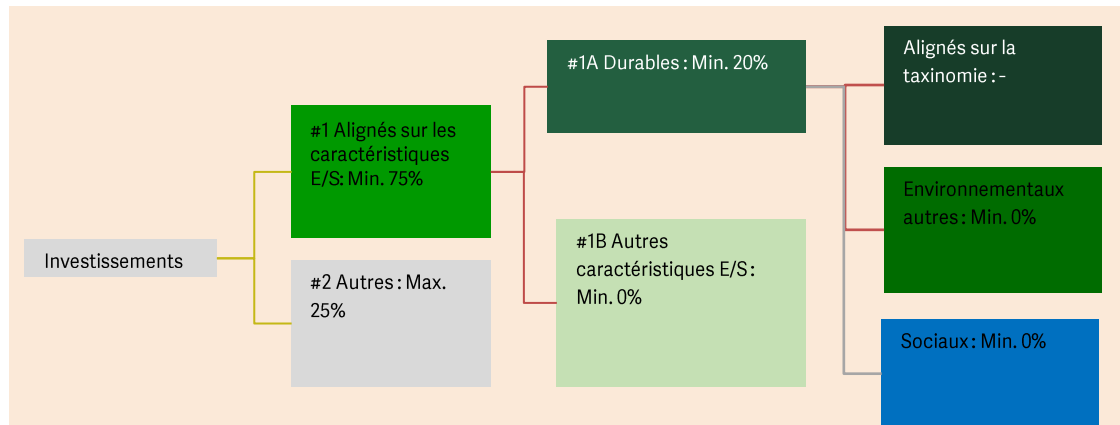 Investissements
#1 Alignés sur les
caractéristiques
E/S: Min. 75%
#2 Autres : Max.
25%
#1A Durables : Min. 20%
#1B Autres
caractéristiques E/S :
Min. 0%
Alignés sur la
taxinomie : -
Environnementaux
autres : Min. 0%
Sociaux : Min. 0%